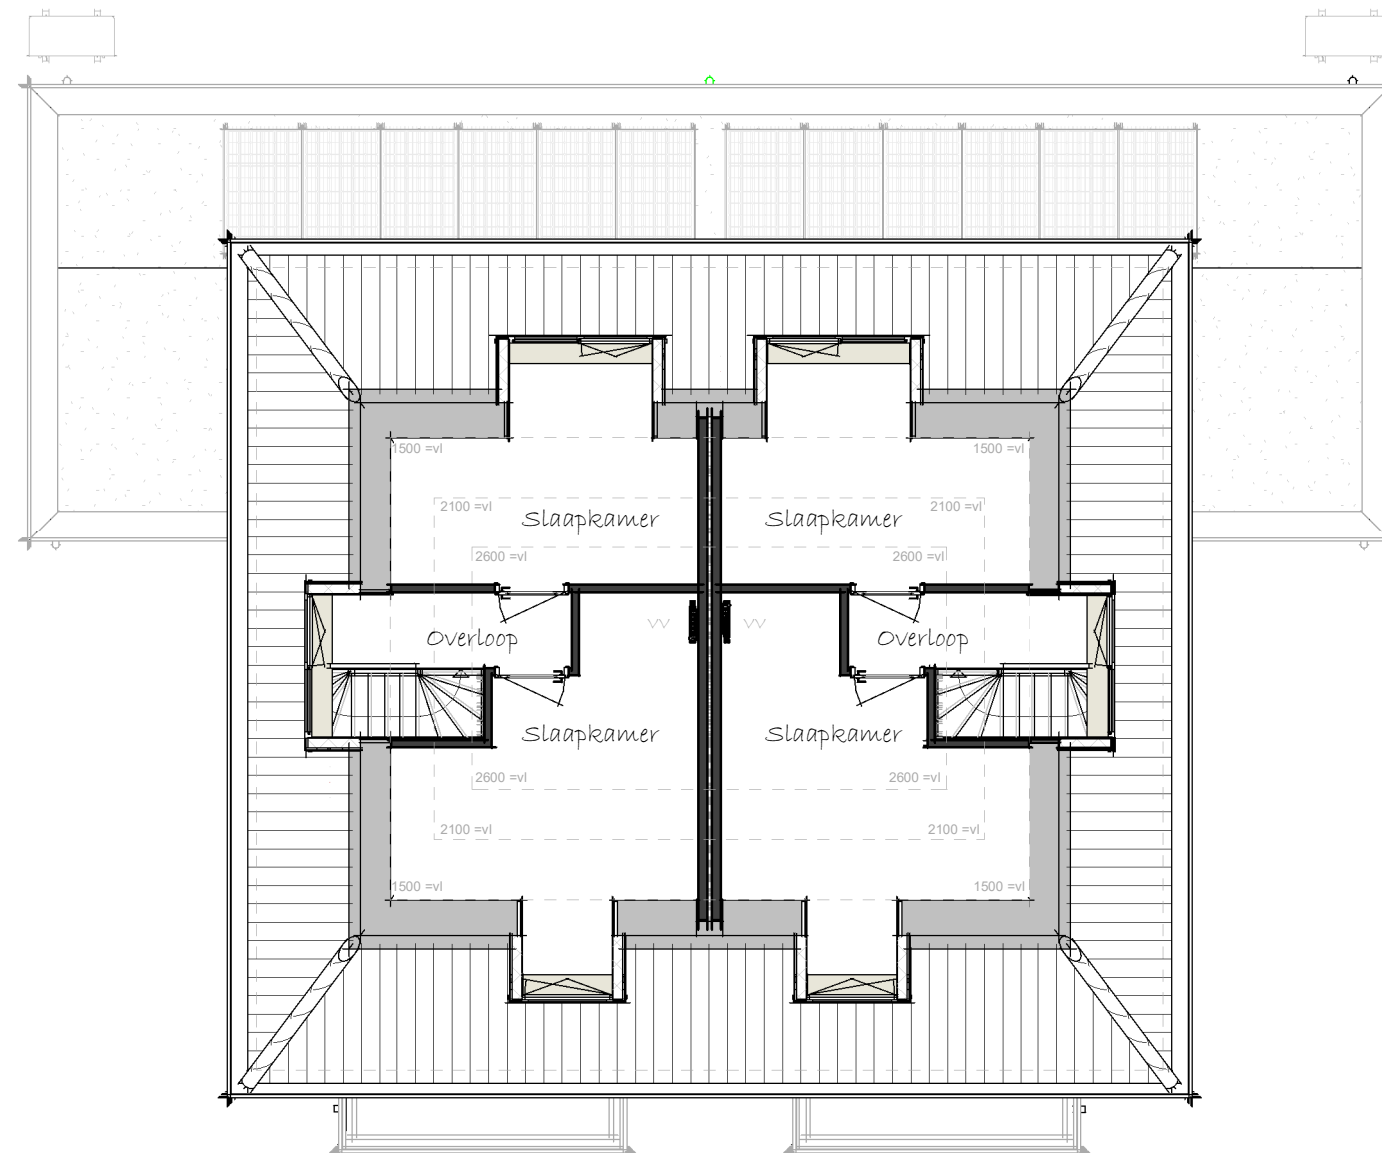 1500 =vl 1500 =vl
2100 =vl 2100 =vl
Slaapkamer Slaapkamer
2600 =vl 2600 =vl
Overloop Overloop
Slaapkamer Slaapkamer
2600 =vl 2600 =vl
2100 =vl 2100 =vl
1500 =vl 1500 =vl